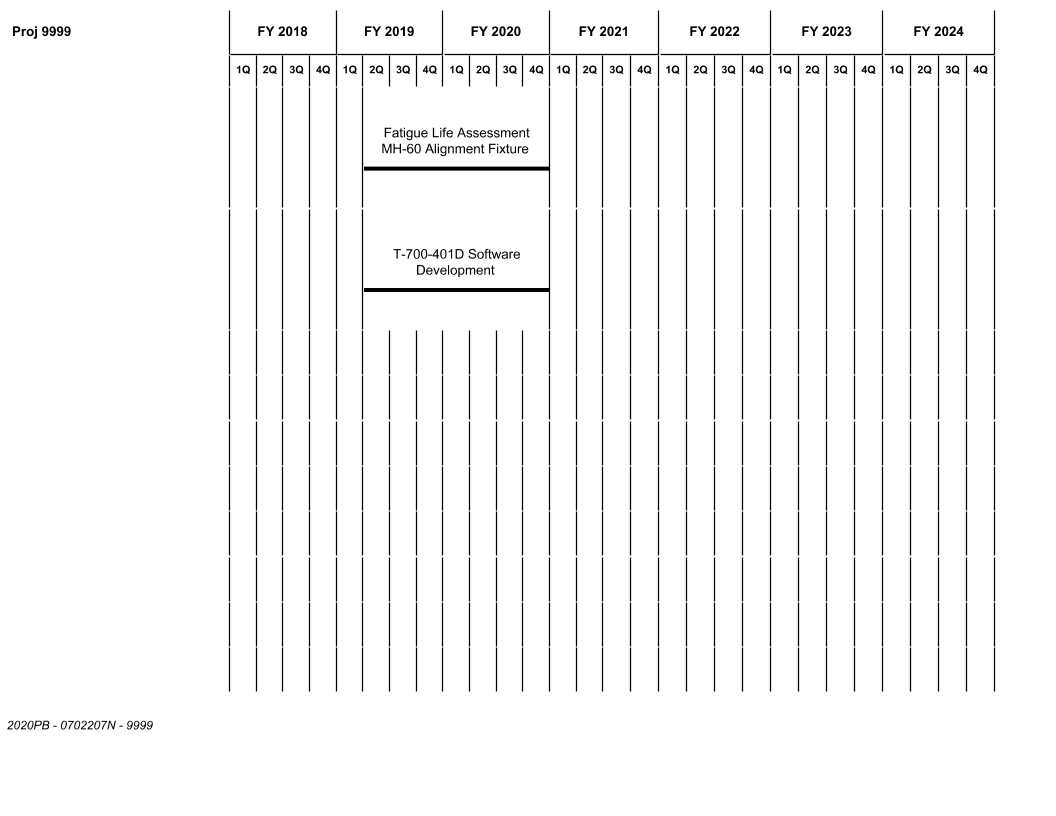 Proj 9999
FY 2018 FY 2019 FY 2020 FY 2021 FY 2022 FY 2023 FY 2024
1Q 2Q 3Q 4Q 1Q 2Q 3Q 4Q 1Q 2Q 3Q 4Q 1Q 2Q 3Q 4Q 1Q 2Q 3Q 4Q 1Q 2Q 3Q 4Q 1Q 2Q 3Q 4Q
Fatigue Life Assessment
MH-60 Alignment Fixture
T-700-401D Software
Development
2020PB - 0702207N - 9999